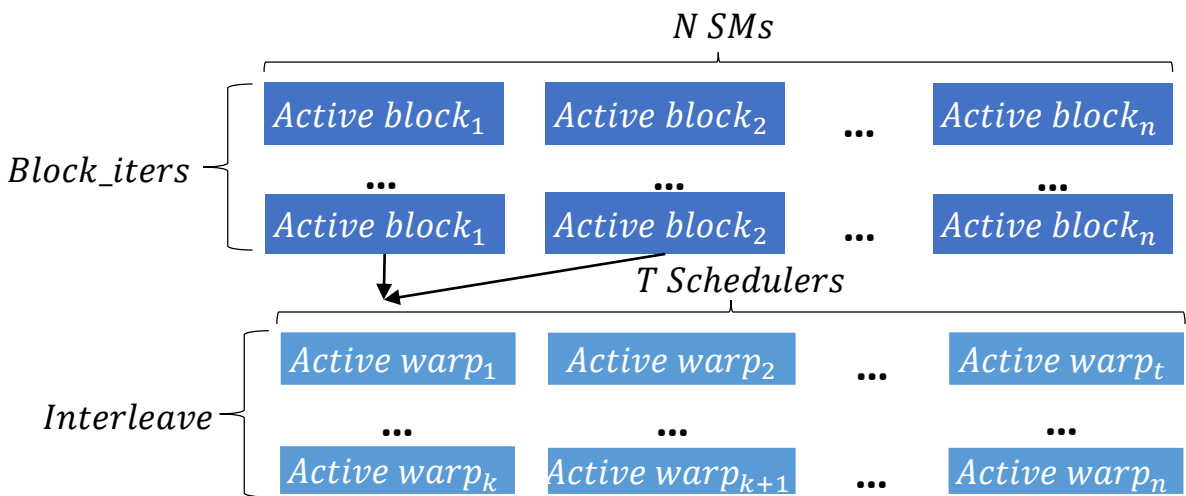 N SMs
Active block₁ Active block₂ ... Active blockₙ
Block_iters
... ... ...
Active block₁ Active block₂ ... Active blockₙ
T Schedulers
Active warp₁ Active warp₂ ... Active warpₜ
Interleave
... ... ...
Active warpₖ Active warpₖ₊₁ ... Active warpₙ